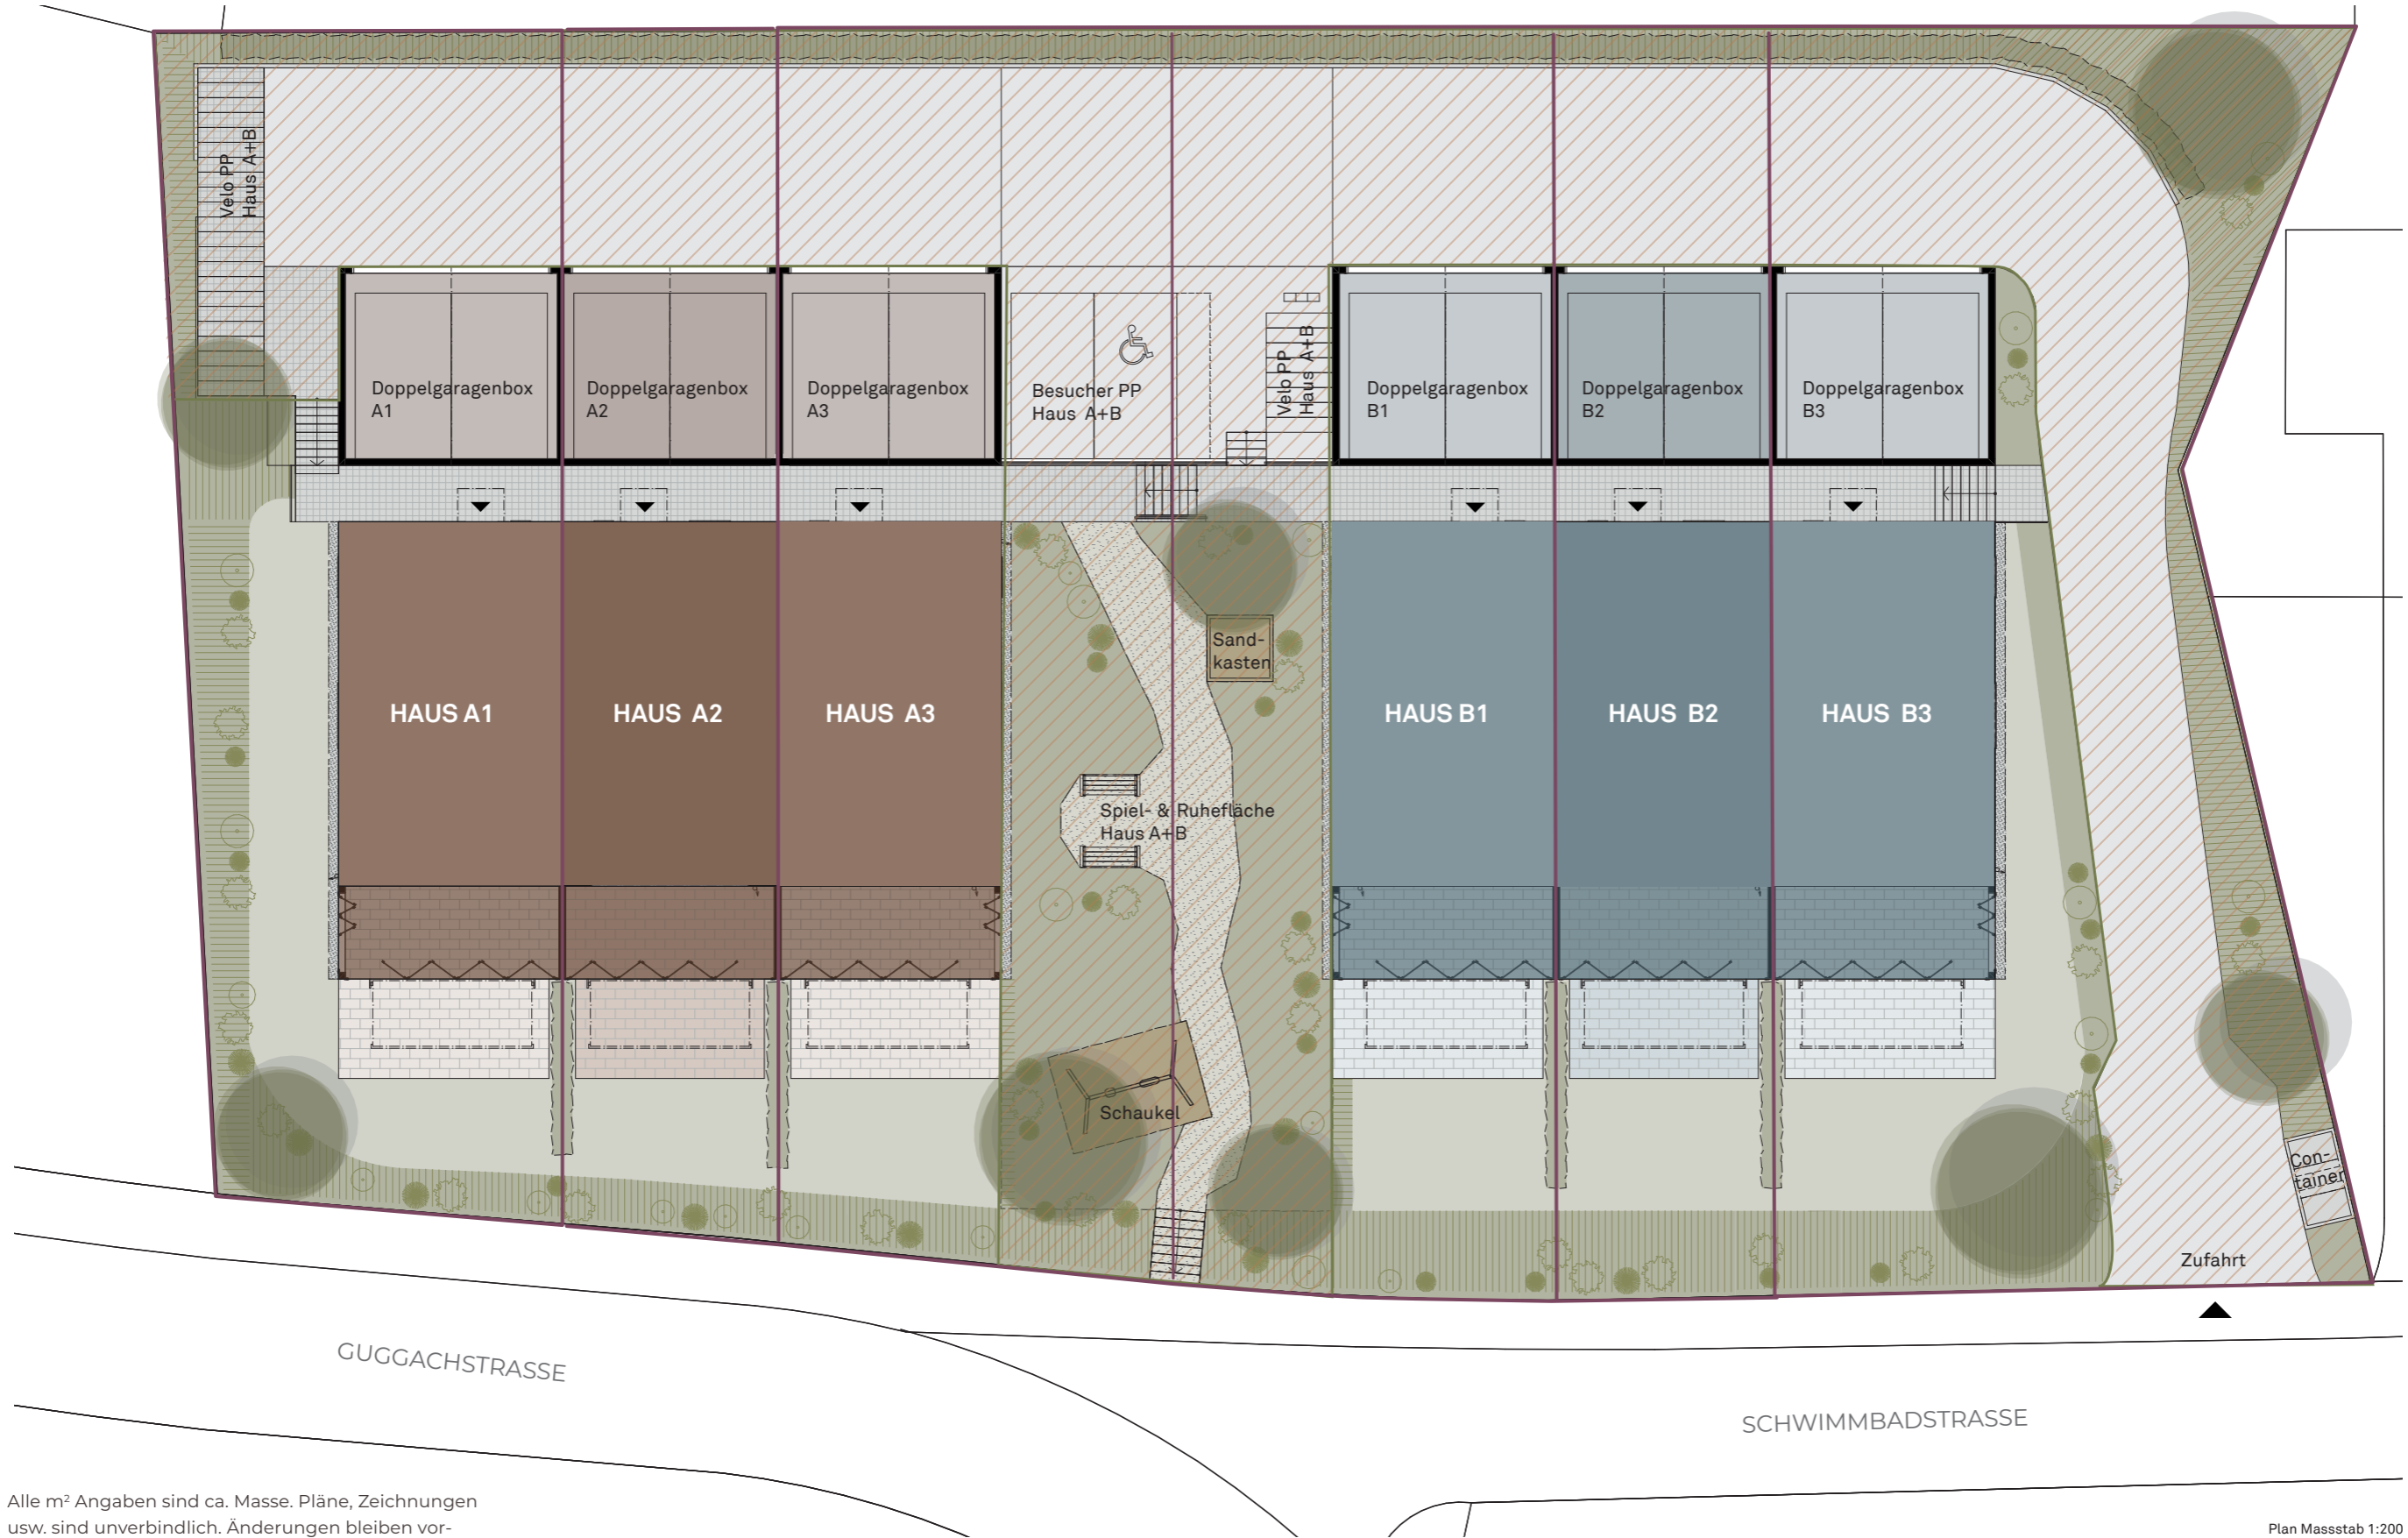 Velo PP
Haus A+B
Doppelgaragenbox
A1
Doppelgaragenbox
A2
Doppelgaragenbox
A3
Besucher PP
Haus A+B
Velo PP
Haus A+B
Doppelgaragenbox
B1
Doppelgaragenbox
B2
Doppelgaragenbox
B3
Sand-
kasten
HAUS A1
HAUS A2
HAUS A3
HAUS B1
HAUS B2
HAUS B3
Spiel- & Ruhefläche
Haus A+B
Schaukel
Con-
tainer
Zufahrt
GUGGACHSTRASSE
SCHWIMMBADSTRASSE
Alle m² Angaben sind ca. Masse. Pläne, Zeichnungen
usw. sind unverbindlich. Änderungen bleiben vor-
Plan Massstab 1:200